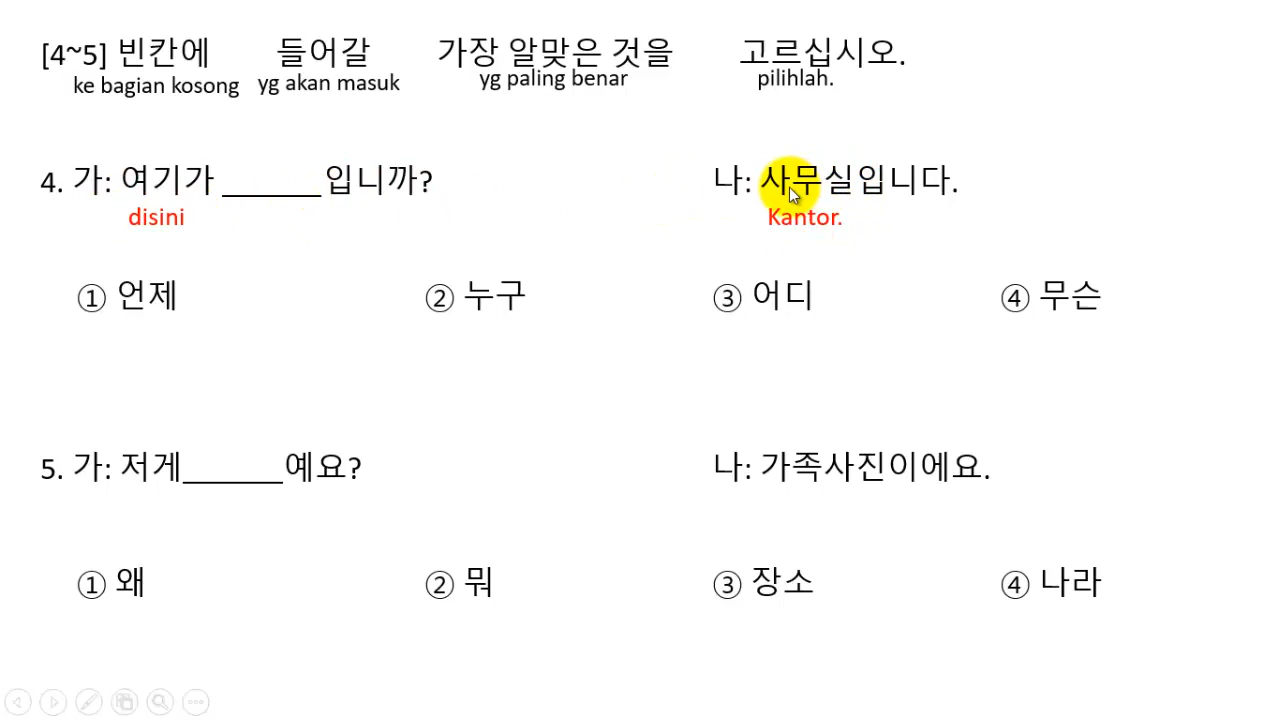 [4~5] 빈칸에 들어갈 가장 알맞은 것을 고르십시오.
ke bagian kosong yg akan masuk yg paling benar pilihlah.
4. 가: 여기가 ______입니까? 나: 사무실입니다.
disini Kantor.
① 언제 ② 누구 ③ 어디 ④ 무슨
5. 가: 저게______예요? 나: 가족사진이에요.
① 왜 ② 뭐 ③ 장소 ④ 나라